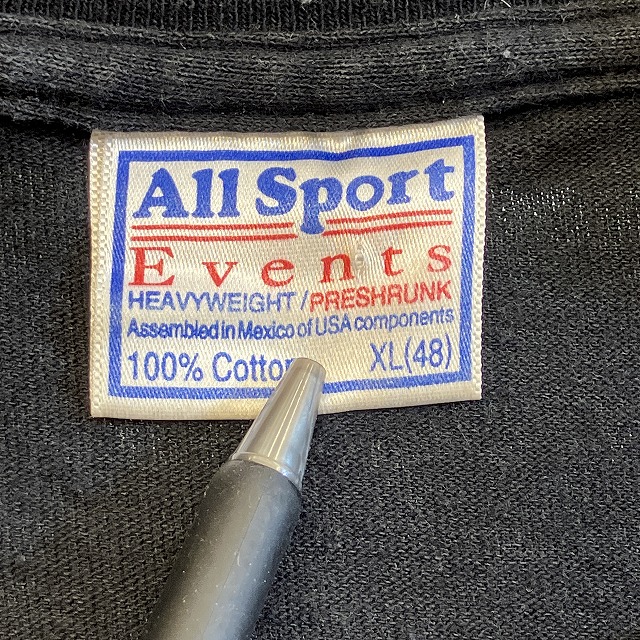 All Sport
Events
HEAVYWEIGHT/PRESHRUNK
Assembled in Mexico of USA components
100% Cotton XL(48)